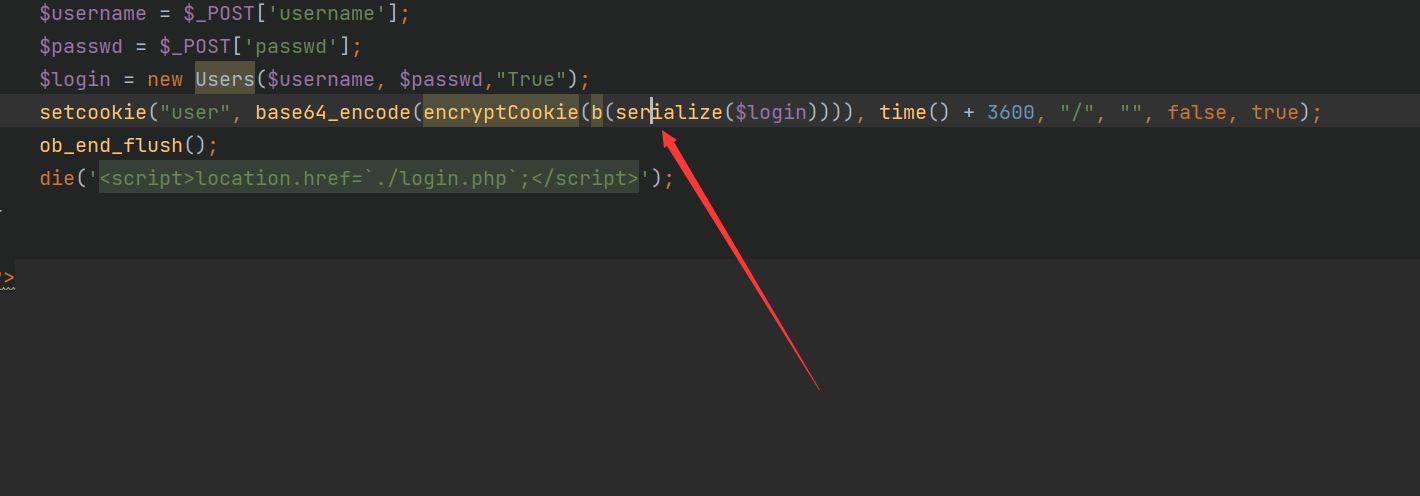 $username = $_POST['username'];
$passwd = $_POST['passwd'];
$login = new Users($username, $passwd,"True");
setcookie("user", base64_encode(encryptCookie(b(serialize($login)))), time() + 3600, "/", "", false, true);
ob_end_flush();
die('<script>location.href=`./login.php`;</script>');
?>